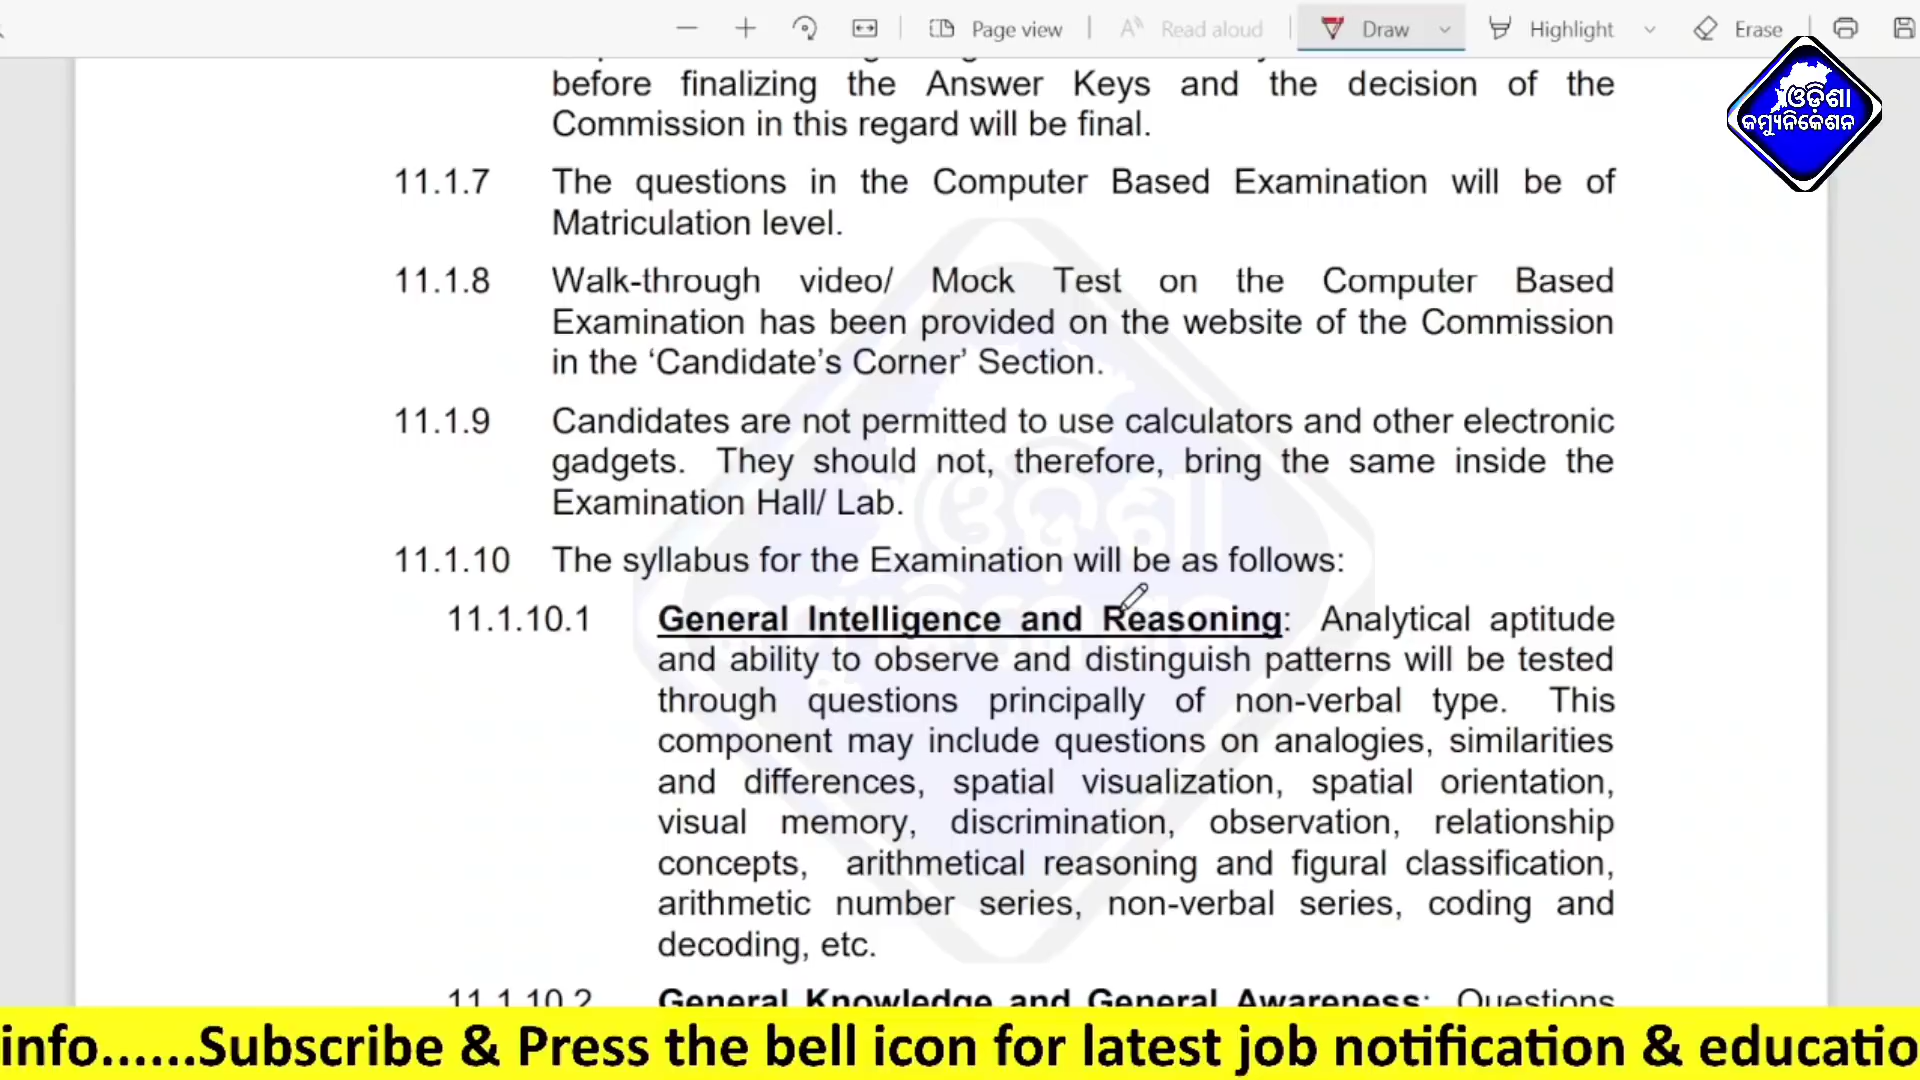 Page view
Read aloud
Draw
Highlight
Erase
before finalizing the Answer Keys and the decision of the
Commission in this regard will be final.
11.1.7 The questions in the Computer Based Examination will be of
Matriculation level.
11.1.8 Walk-through video/ Mock Test on the Computer Based
Examination has been provided on the website of the Commission
in the ‘Candidate’s Corner’ Section.
11.1.9 Candidates are not permitted to use calculators and other electronic
gadgets. They should not, therefore, bring the same inside the
Examination Hall/ Lab.
11.1.10 The syllabus for the Examination will be as follows:
11.1.10.1 General Intelligence and Reasoning: Analytical aptitude
and ability to observe and distinguish patterns will be tested
through questions principally of non-verbal type. This
component may include questions on analogies, similarities
and differences, spatial visualization, spatial orientation,
visual memory, discrimination, observation, relationship
concepts, arithmetical reasoning and figural classification,
arithmetic number series, non-verbal series, coding and
decoding, etc.
11.1.10.2 General Knowledge and General Awareness: Questions
info......Subscribe & Press the bell icon for latest job notification & educatio
ଓଡ଼ିଶା
କମ୍ୟୁନିକେଶନ